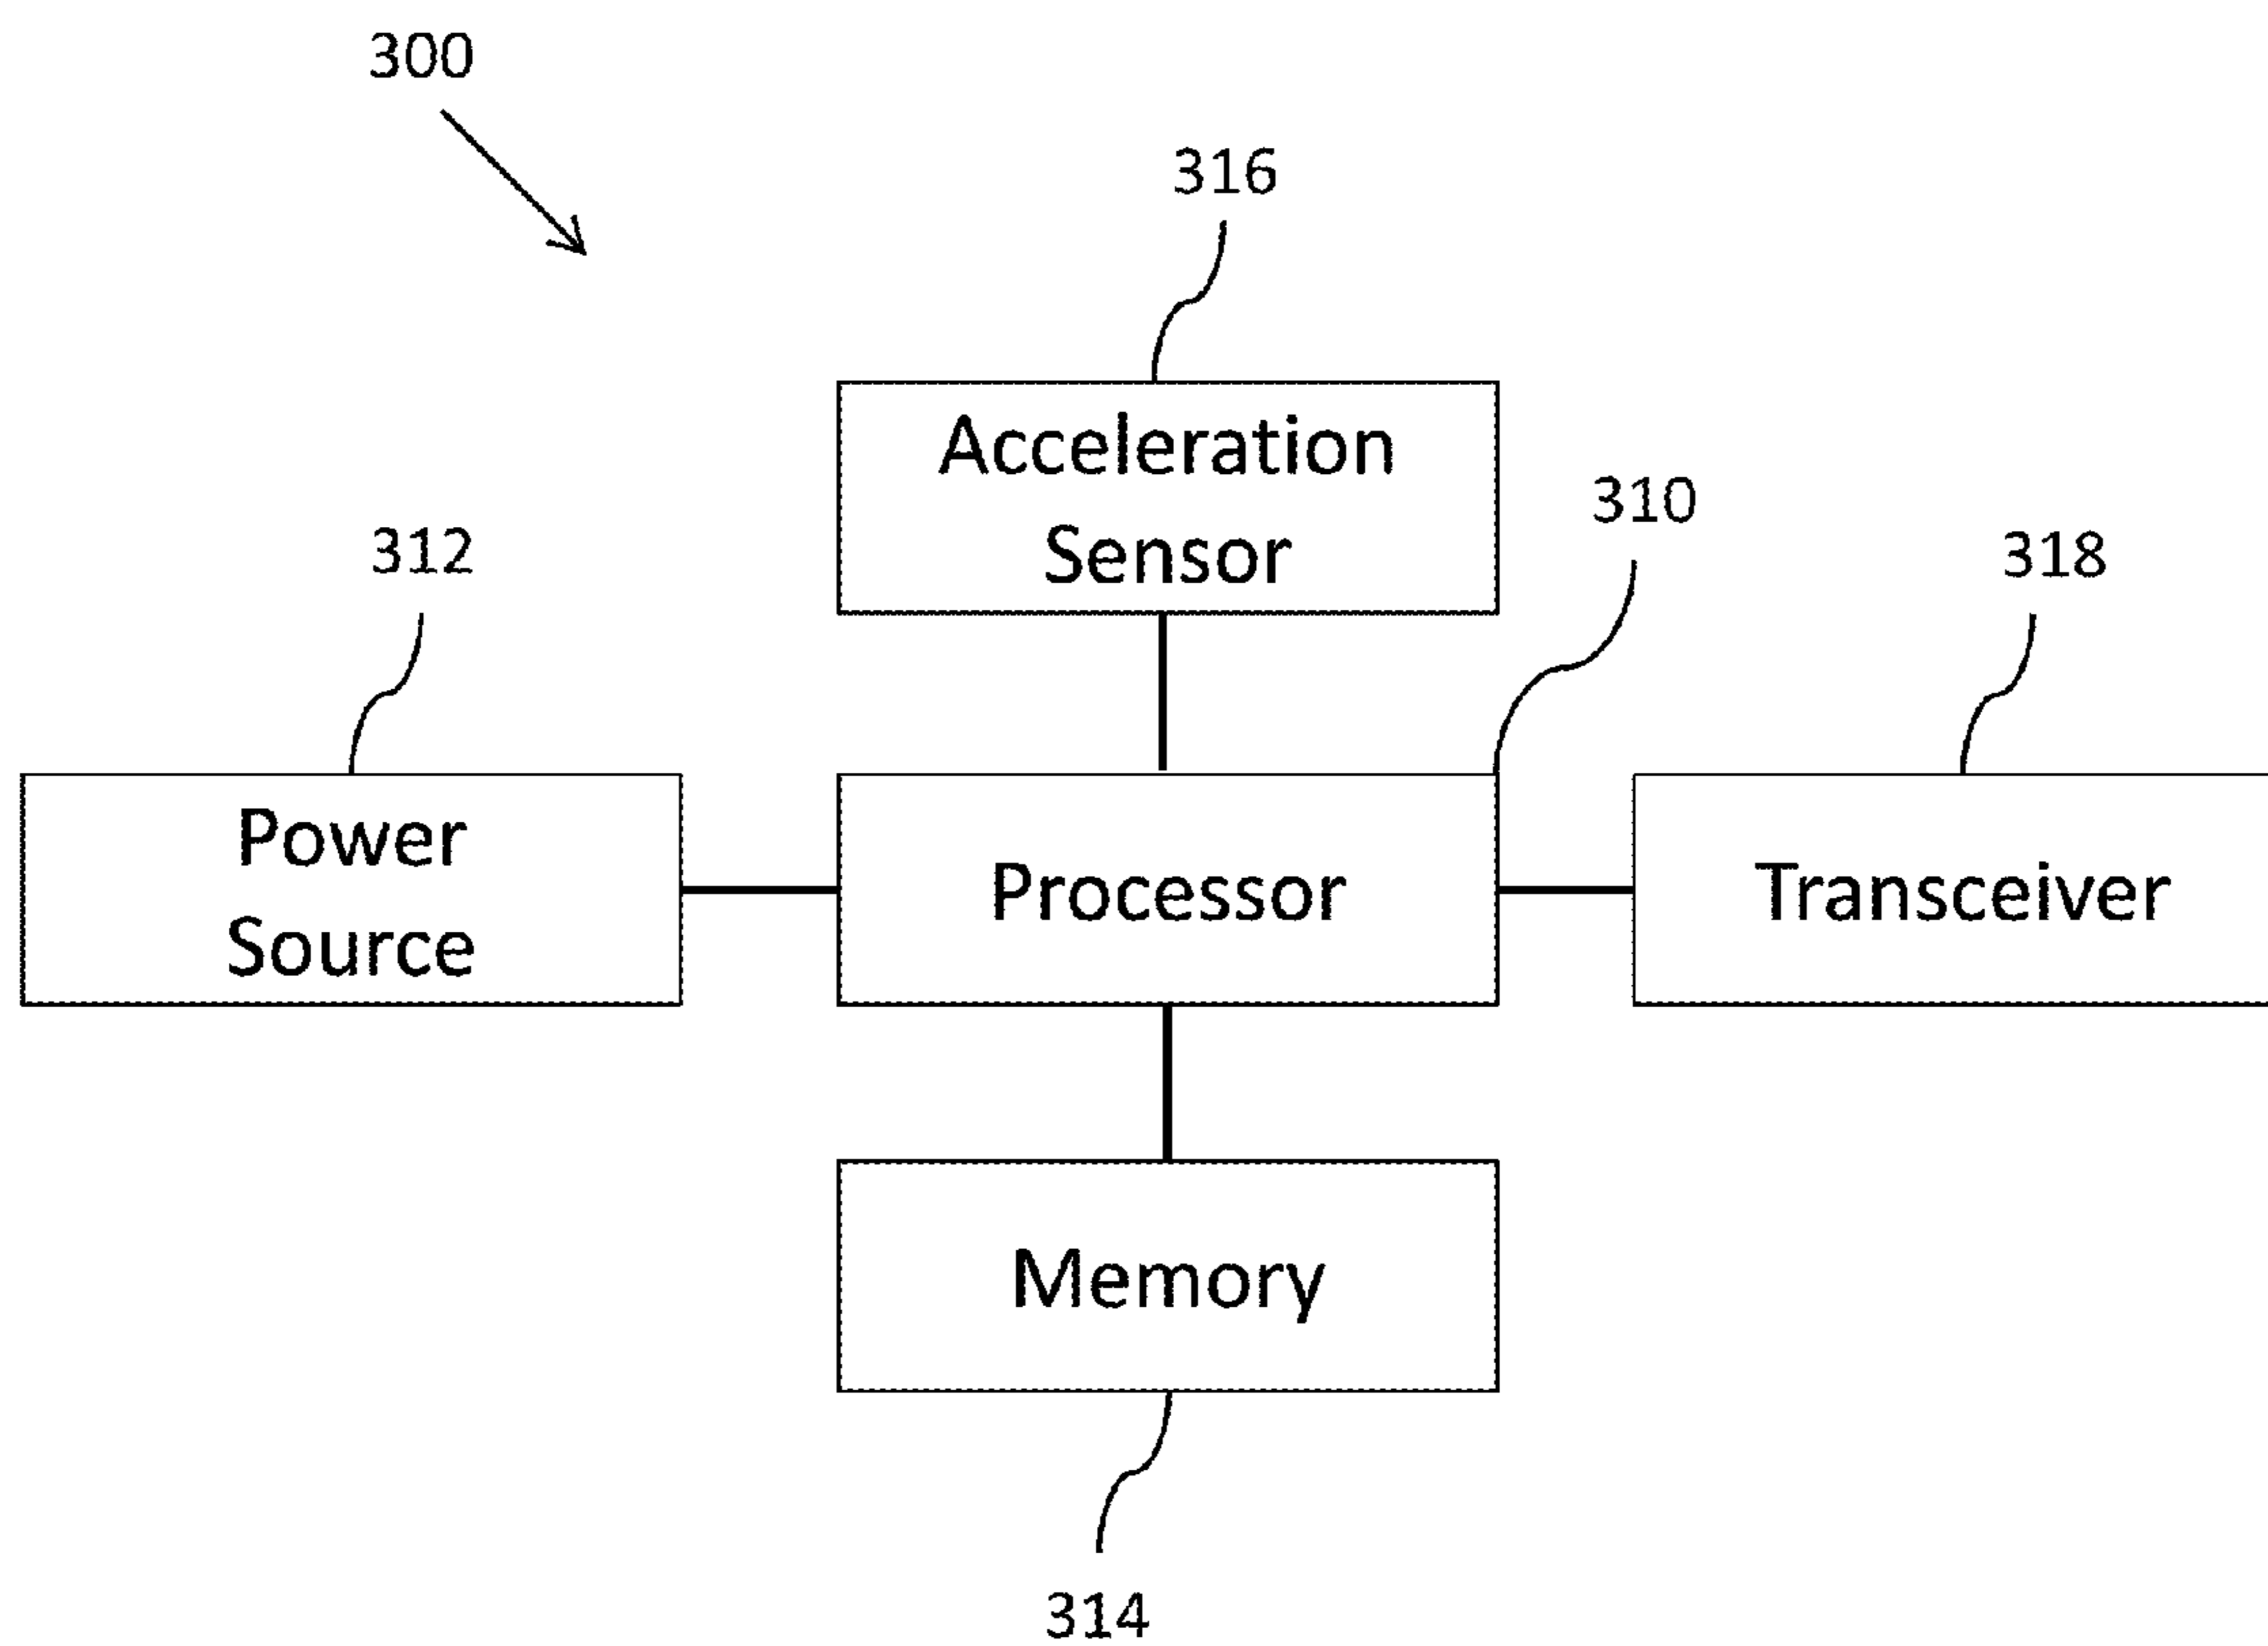 300
316
Acceleration
Sensor
310
312
318
Power
Source
Processor
Transceiver
Memory
314